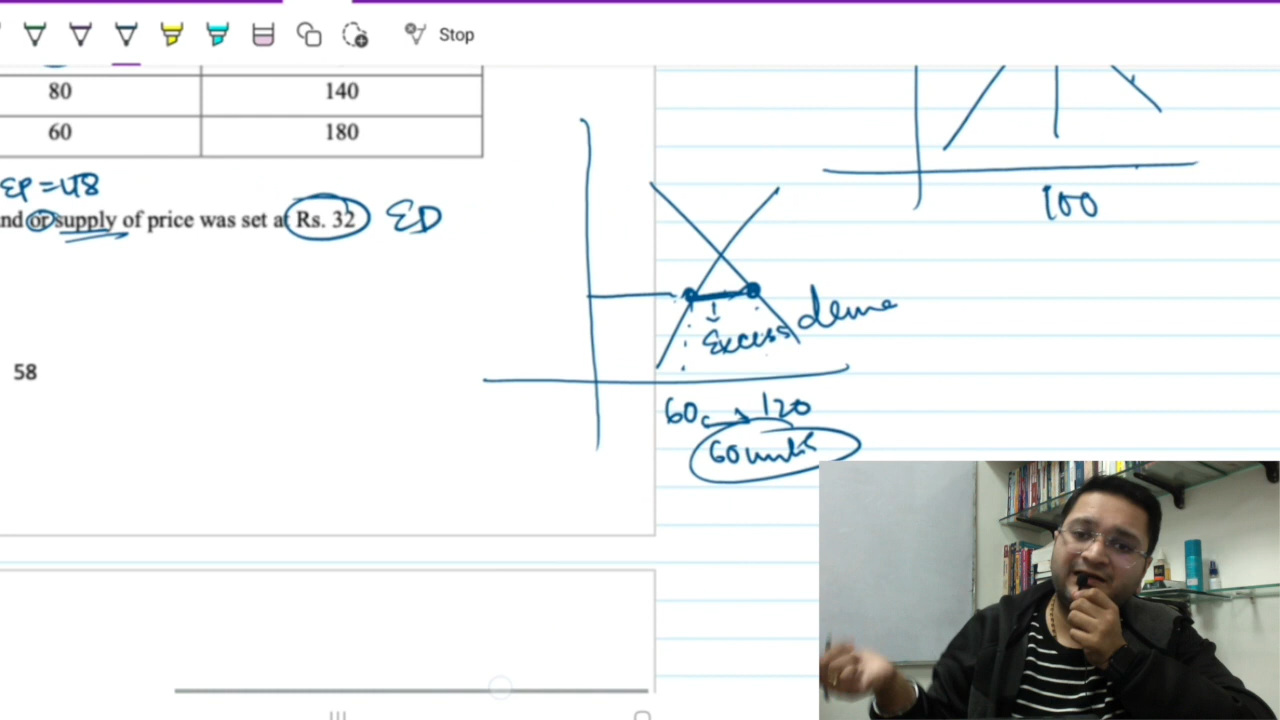 Stop
80 140
60 180
EP = 48
nd or supply of price was set at Rs. 32 ED
100
Excess deme
58
60 120
60 units